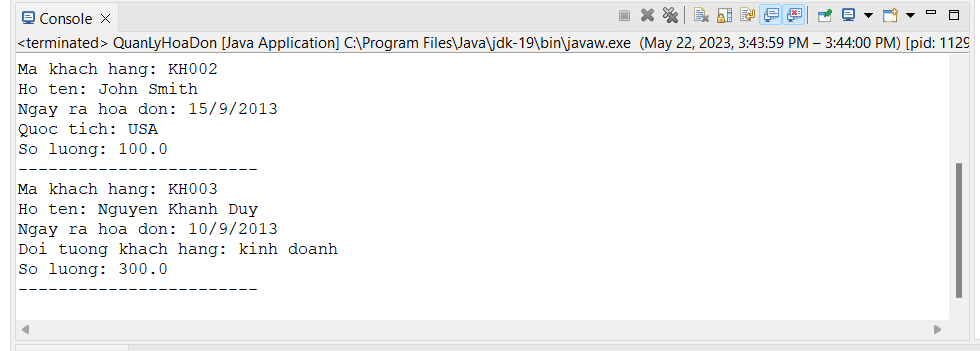 Console
<terminated> QuanLyHoaDon [Java Application] C:\Program Files\Java\jdk-19\bin\javaw.exe (May 22, 2023, 3:43:59 PM – 3:44:00 PM) [pid: 1129
Ma khach hang: KH002
Ho ten: John Smith
Ngay ra hoa don: 15/9/2013
Quoc tich: USA
So luong: 100.0
------------------------
Ma khach hang: KH003
Ho ten: Nguyen Khanh Duy
Ngay ra hoa don: 10/9/2013
Doi tuong khach hang: kinh doanh
So luong: 300.0
------------------------